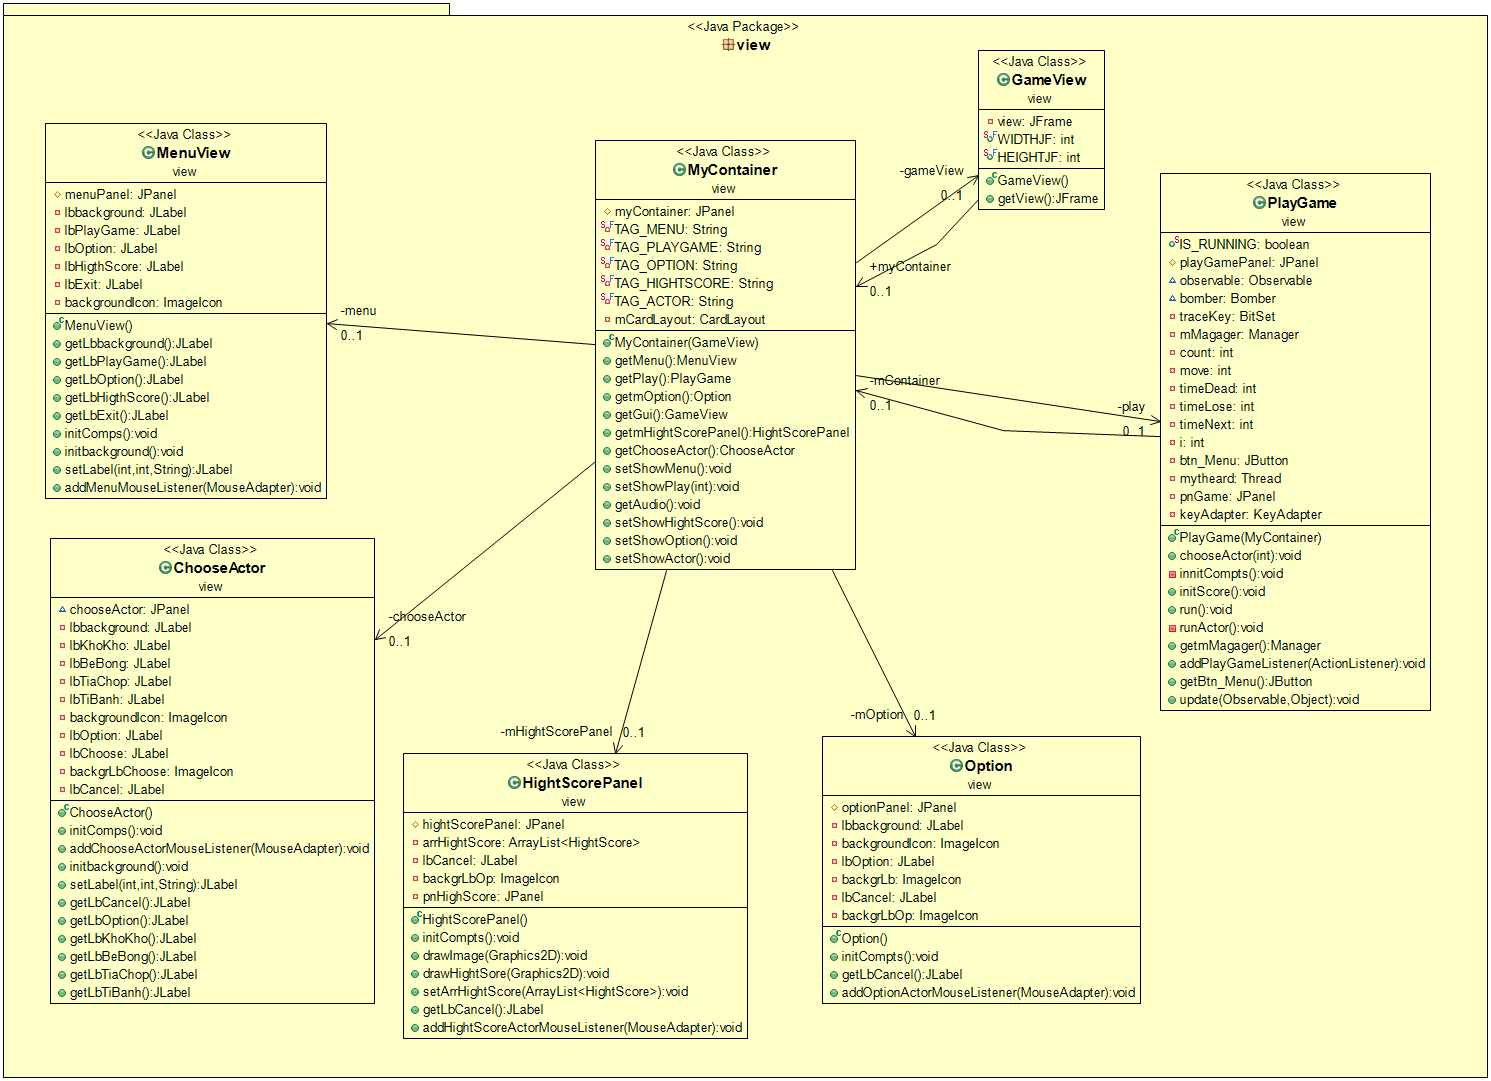 <<Java Package>>
view
<<Java Class>>
GameView
view
view: JFrame
WIDTHJF: int
HEIGHTJF: int
GameView()
getView():JFrame
<<Java Class>>
MenuView
view
menuPanel: JPanel
lbbackground: JLabel
lbPlayGame: JLabel
lbOption: JLabel
lbHigthScore: JLabel
lbExit: JLabel
backgroundIcon: ImageIcon
MenuView()
getLbbackground():JLabel
getLbPlayGame():JLabel
getLbOption():JLabel
getLbHigthScore():JLabel
getLbExit():JLabel
initComps():void
initbackground():void
setLabel(int,int,String):JLabel
addMenuMouseListener(MouseAdapter):void
<<Java Class>>
MyContainer
view
myContainer: JPanel
TAG_MENU: String
TAG_PLAYGAME: String
TAG_OPTION: String
TAG_HIGHTSCORE: String
TAG_ACTOR: String
mCardLayout: CardLayout
MyContainer(GameView)
getMenu():MenuView
getPlay():PlayGame
getmOption():Option
getGui():GameView
getmHightScorePanel():HightScorePanel
getChooseActor():ChooseActor
setShowMenu():void
setShowPlay(int):void
getAudio():void
setShowHightScore():void
setShowOption():void
setShowActor():void
-gameView
0..1
+myContainer
0..1
-menu
0..1
-mContainer
0..1
-play
0..1
-chooseActor
0..1
-mHightScorePanel
0..1
-mOption
0..1
<<Java Class>>
PlayGame
view
IS_RUNNING: boolean
playGamePanel: JPanel
observable: Observable
bomber: Bomber
traceKey: BitSet
mMagager: Manager
count: int
move: int
timeDead: int
timeLose: int
timeNext: int
i: int
btn_Menu: JButton
mytheard: Thread
pnGame: JPanel
keyAdapter: KeyAdapter
PlayGame(MyContainer)
chooseActor(int):void
innitCompts():void
initScore():void
run():void
runActor():void
getmMagager():Manager
addPlayGameListener(ActionListener):void
getBtn_Menu():JButton
update(Observable,Object):void
<<Java Class>>
ChooseActor
view
chooseActor: JPanel
lbbackground: JLabel
lbKhoKho: JLabel
lbBeBong: JLabel
lbTiaChop: JLabel
lbTiBanh: JLabel
backgroundIcon: ImageIcon
lbOption: JLabel
lbChoose: JLabel
backgrLbChoose: ImageIcon
lbCancel: JLabel
ChooseActor()
initComps():void
addChooseActorMouseListener(MouseAdapter):void
initbackground():void
setLabel(int,int,String):JLabel
getLbCancel():JLabel
getLbOption():JLabel
getLbKhoKho():JLabel
getLbBeBong():JLabel
getLbTiaChop():JLabel
getLbTiBanh():JLabel
<<Java Class>>
HightScorePanel
view
hightScorePanel: JPanel
arrHightScore: ArrayList<HightScore>
lbCancel: JLabel
backgrLbOp: ImageIcon
pnHighScore: JPanel
HightScorePanel()
initCompts():void
drawImage(Graphics2D):void
drawHightSore(Graphics2D):void
setArrHightScore(ArrayList<HightScore>):void
getLbCancel():JLabel
addHightScoreActorMouseListener(MouseAdapter):void
<<Java Class>>
Option
view
optionPanel: JPanel
lbbackground: JLabel
backgroundIcon: ImageIcon
lbOption: JLabel
backgrLb: ImageIcon
lbCancel: JLabel
backgrLbOp: ImageIcon
Option()
initCompts():void
getLbCancel():JLabel
addOptionActorMouseListener(MouseAdapter):void